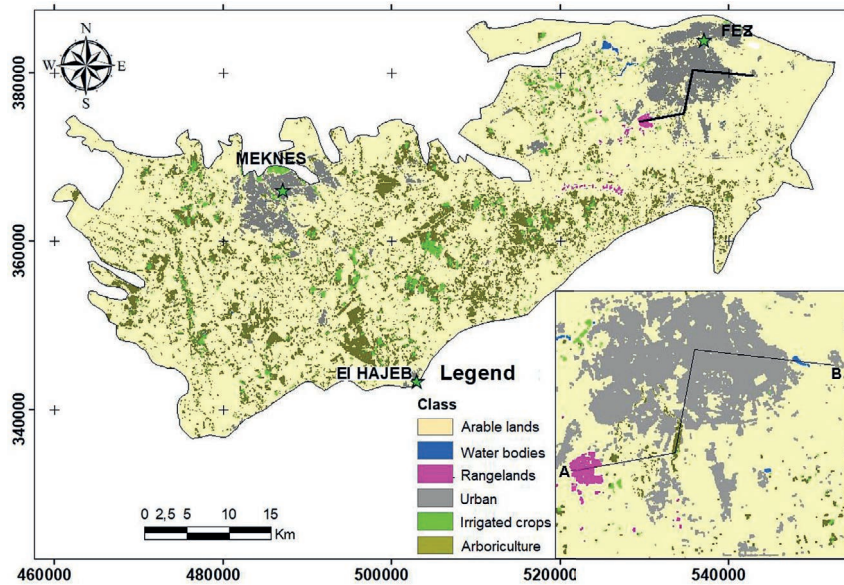 N
W E
S
FEZ
380000
MEKNES
360000
El HAJEB
340000
Legend
Class
Arable lands
Water bodies
Rangelands
Urban
Irrigated crops
Arboriculture
B
A
0 2,5 5 10 15
Km
460000 480000 500000 520000 540000